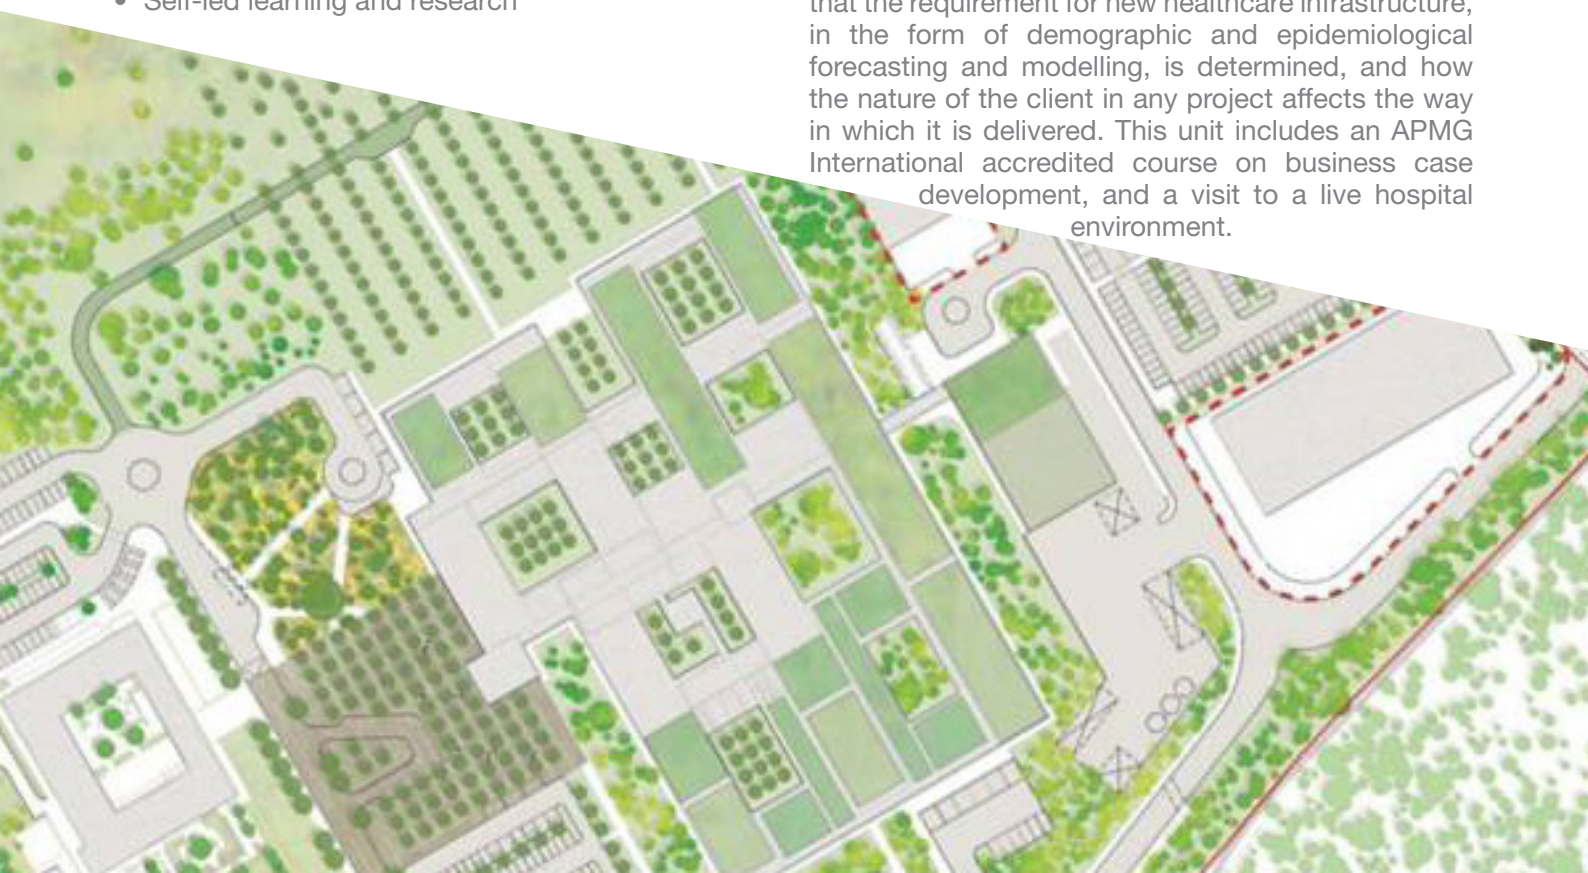 • Self-led learning and research
that the requirement for new healthcare infrastructure,
in the form of demographic and epidemiological
forecasting and modelling, is determined, and how
the nature of the client in any project affects the way
in which it is delivered. This unit includes an APMG
International accredited course on business case
development, and a visit to a live hospital
environment.